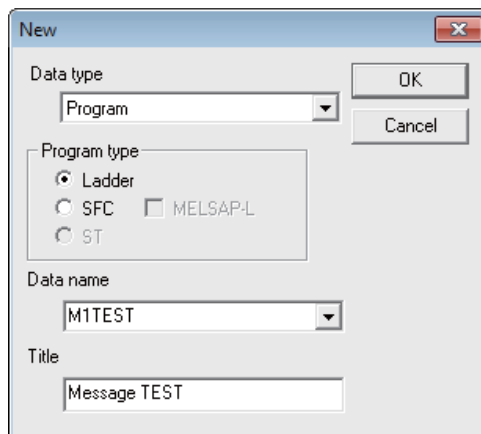 New
Data type
OK
Program
Cancel
Program type
Ladder
SFC MELSAP-L
ST
Data name
M1TEST
Title
Message TEST